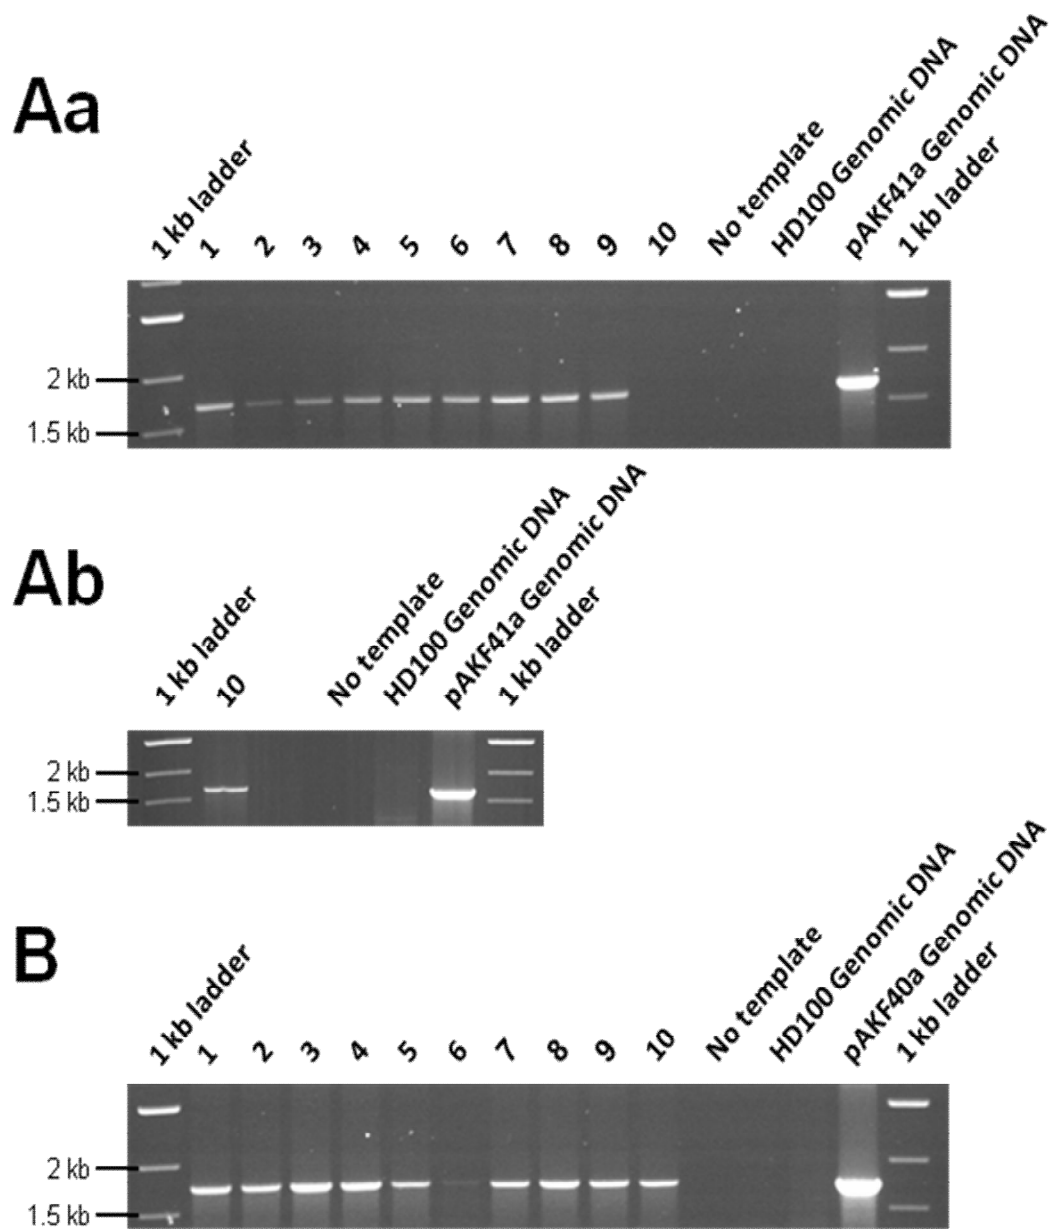 Aa
1 kb ladder
1
2
3
4
5
6
7
8
9
10
No template
HD100 Genomic DNA
pAKF41a Genomic DNA
1 kb ladder
2 kb
1.5 kb
Ab
1 kb ladder
10
No template
HD100 Genomic DNA
pAKF41a Genomic DNA
1 kb ladder
2 kb
1.5 kb
B
1 kb ladder
1
2
3
4
5
6
7
8
9
10
No template
HD100 Genomic DNA
pAKF40a Genomic DNA
1 kb ladder
2 kb
1.5 kb